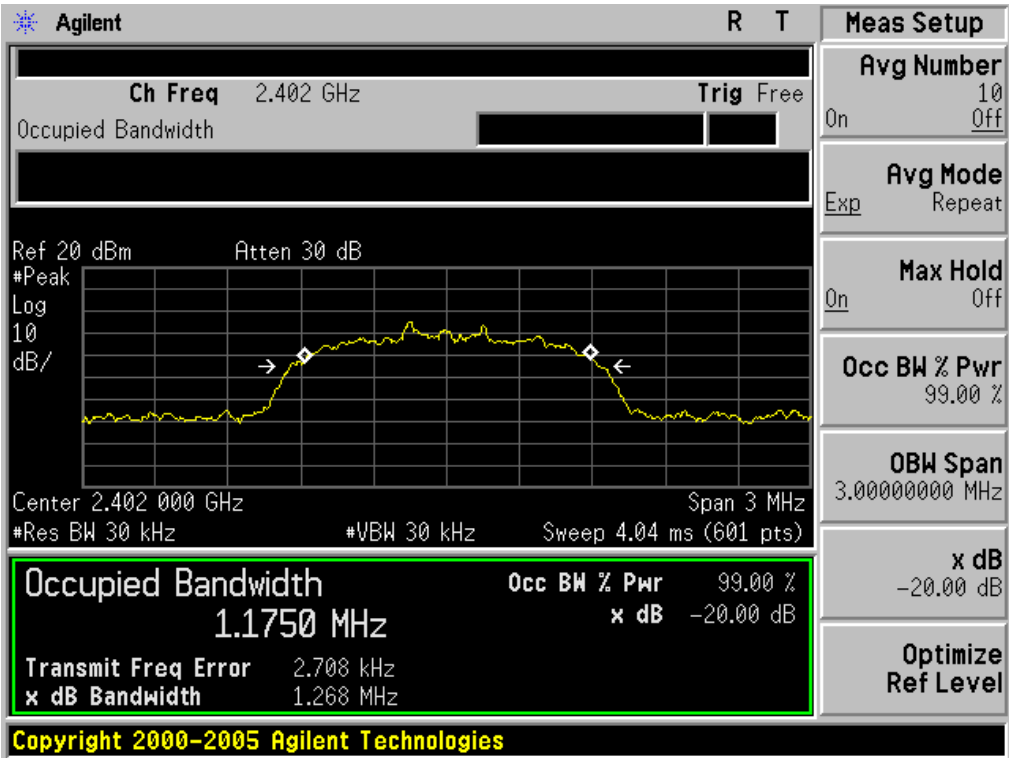 Agilent R T
Ch Freq 2.402 GHz Trig Free
Occupied Bandwidth
Ref 20 dBm Atten 30 dB
#Peak
Log
10
dB/
Center 2.402 000 GHz Span 3 MHz
#Res BW 30 kHz #VBW 30 kHz Sweep 4.04 ms (601 pts)
Occupied Bandwidth Occ BW % Pwr 99.00 %
1.1750 MHz x dB -20.00 dB
Transmit Freq Error 2.708 kHz
x dB Bandwidth 1.268 MHz
Copyright 2000-2005 Agilent Technologies
Meas Setup
Avg Number
10
On Off
Avg Mode
Exp Repeat
Max Hold
On Off
Occ BW % Pwr
99.00 %
OBW Span
3.00000000 MHz
x dB
-20.00 dB
Optimize
Ref Level